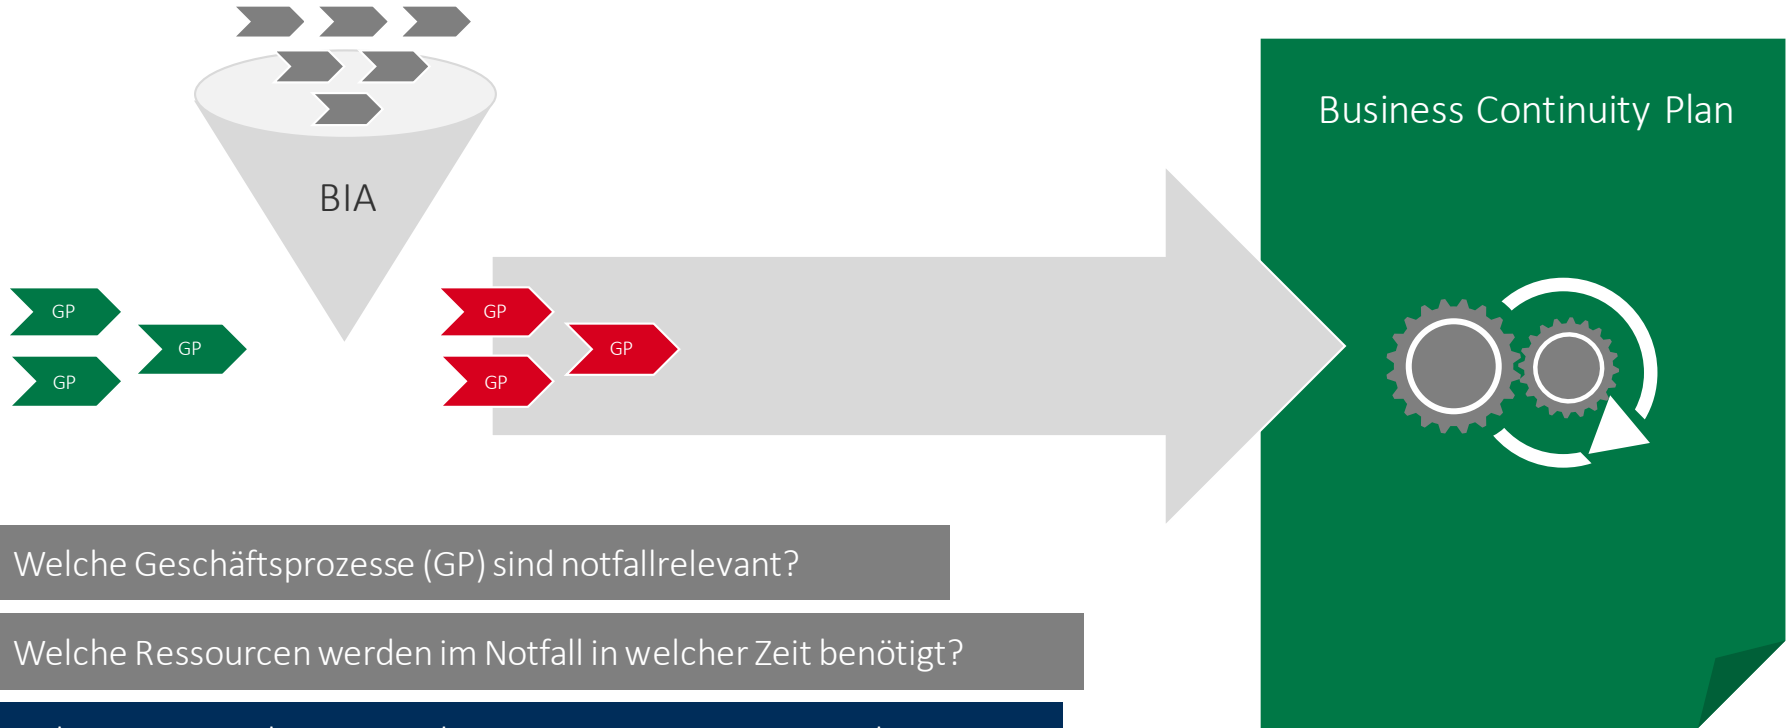 Business Continuity Plan
BIA
GP
GP
GP
GP
GP
GP
Welche Geschäftsprozesse (GP) sind notfallrelevant?
Welche Ressourcen werden im Notfall in welcher Zeit benötigt?